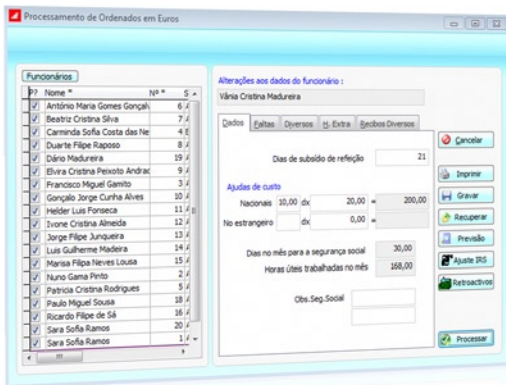 Processamento de Ordenados em Euros
Funcionários
P? Nome * Nº * S
António Maria Gomes Gonçalv 6
Beatriz Cristina Silva 7
Carminda Sofia Costa das Ne 4
Duarte Filipe Raposo 8
Dário Madureira 19
Elvira Cristina Peixoto Andrac 9
Francisco Miguel Gamito 3
Gonçalo Jorge Cunha Alves 10
Helder Luis Fonseca 11
Ivone Cristina Almeida 12
Jorge Filipe Junqueira 13
Luis Guilherme Madeira 14
Marisa Filipa Neves Lousa 15
Nuno Gama Pinto 2
Patricia Cristina Rodrigues 5
Paulo Miguel Sousa 18
Ricardo Filipe de Sá 16
Sara Sofia Ramos 20
Sara Sofia Ramos 1
Alterações aos dados do funcionário :
Vânia Cristina Madureira
Dados Faltas Diversos H. Extra Recibos Diversos
Dias de subsídio de refeição 21
Ajudas de custo
Nacionais 10,00 dx 20,00 = 200,00
No estrangeiro dx 0,00 =
Dias no mês para a segurança social 30,00
Horas úteis trabalhadas no mês 168,00
Obs.Seg.Social
Cancelar
Imprimir
Gravar
Recuperar
Previsão
Ajuste IRS
Retroactivos
Processar